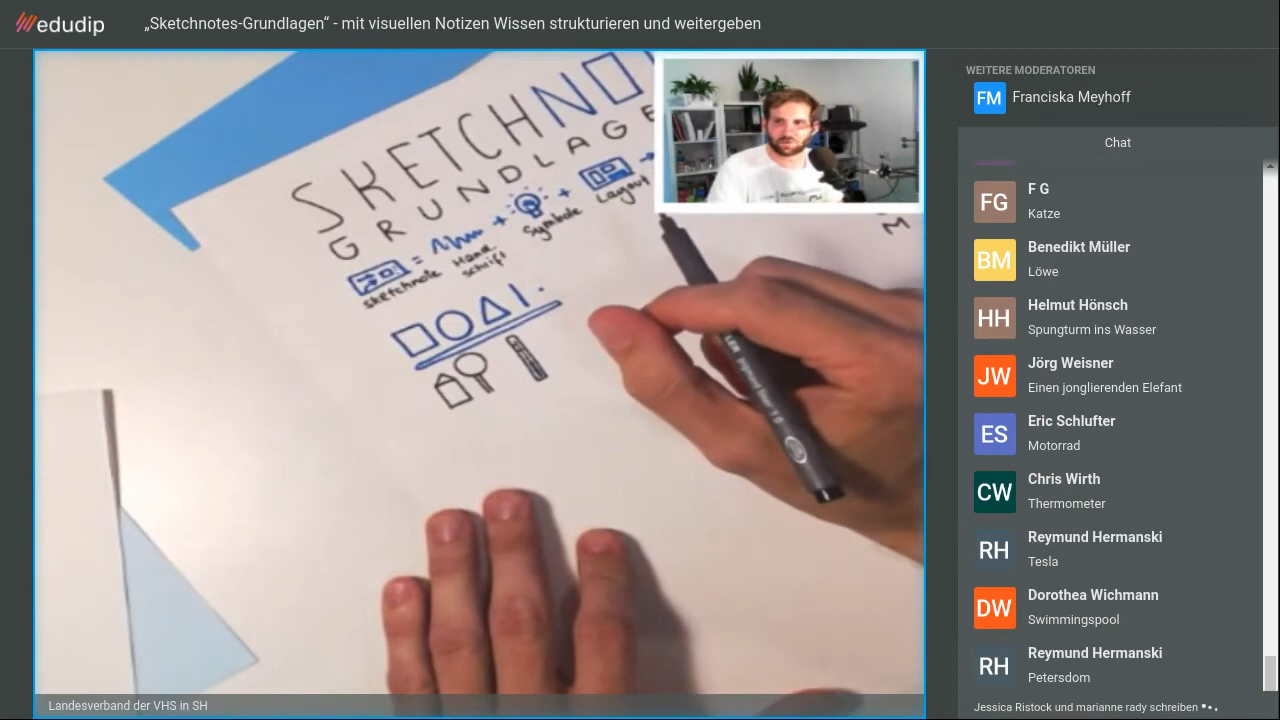 edudip
„Sketchnotes-Grundlagen“ - mit visuellen Notizen Wissen strukturieren und weitergeben
SKETCHNO
GRUNDLAGE
= + +
sketchnote Hand schrift Symbole Layout
M
Landesverband der VHS in SH
WEITERE MODERATOREN
FM Franciska Meyhoff
Chat
FG F G
Katze
BM Benedikt Müller
Löwe
HH Helmut Hönsch
Spungturm ins Wasser
JW Jörg Weisner
Einen jonglierenden Elefant
ES Eric Schlufter
Motorrad
CW Chris Wirth
Thermometer
RH Reymund Hermanski
Tesla
DW Dorothea Wichmann
Swimmingspool
RH Reymund Hermanski
Petersdom
Jessica Ristock und marianne rady schreiben